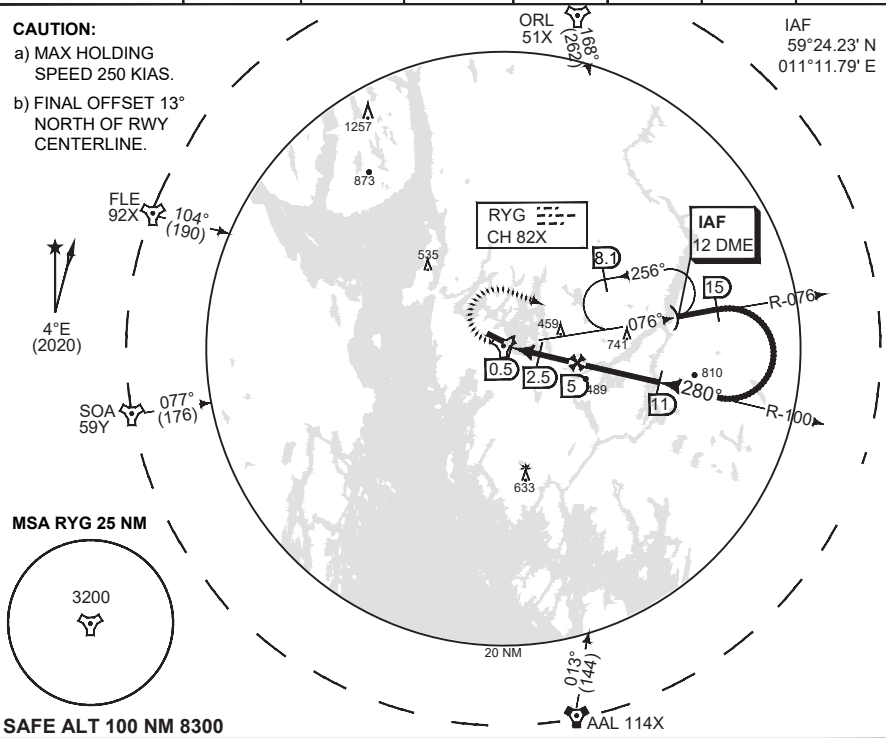 CAUTION:
a) MAX HOLDING
SPEED 250 KIAS.
b) FINAL OFFSET 13°
NORTH OF RWY
CENTERLINE.
ORL
51X
168°
(262)
IAF
59°24.23' N
011°11.79' E
1257
873
FLE
92X
104°
(190)
RYG
CH 82X
IAF
12 DME
535
8.1
256°
15
R-076
4°E
(2020)
459
076°
741
0.5
2.5
5
489
810
280°
11
R-100
SOA
59Y
077°
(176)
633
MSA RYG 25 NM
3200
20 NM
013°
(144)
AAL 114X
SAFE ALT 100 NM 8300